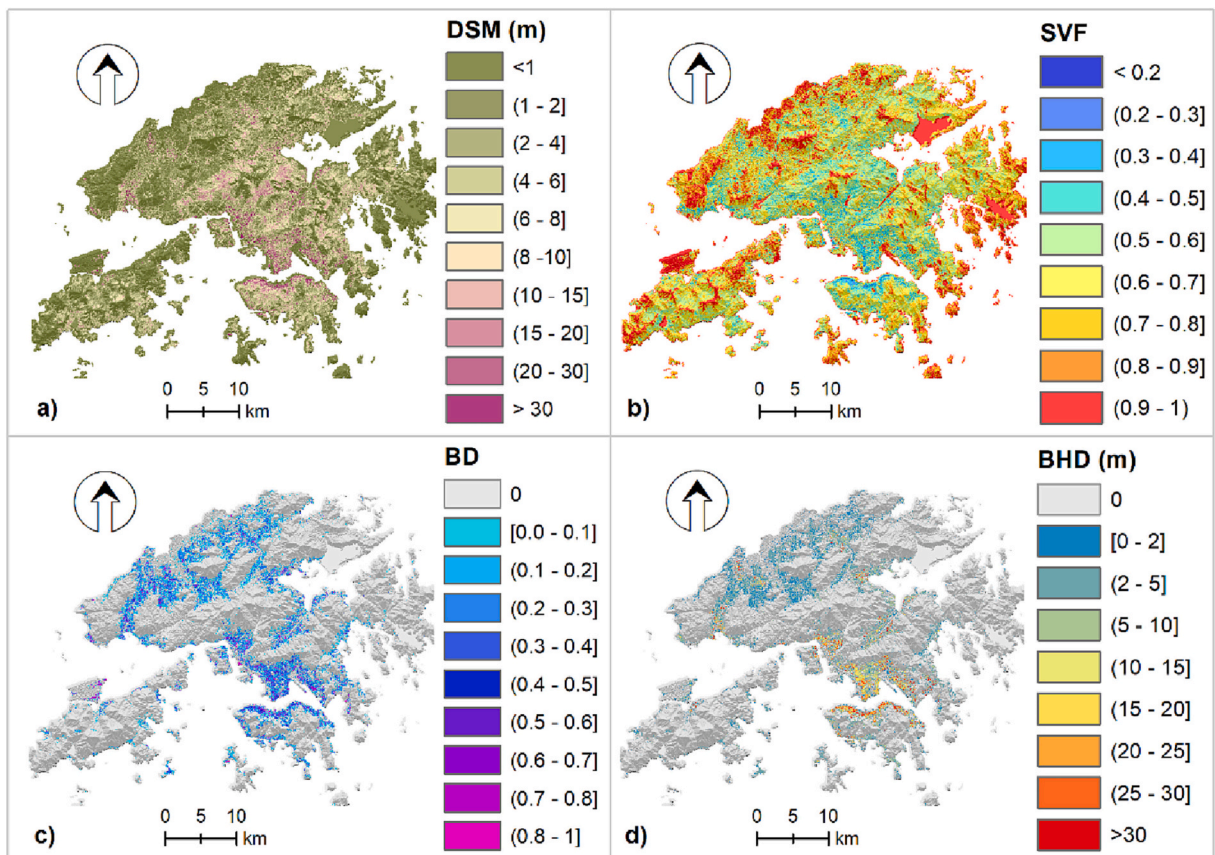 DSM (m)
<1
(1 - 2]
(2 - 4]
(4 - 6]
(6 - 8]
(8 -10]
(10 - 15]
(15 - 20]
(20 - 30]
> 30
0 5 10
km
a)
SVF
< 0.2
(0.2 - 0.3]
(0.3 - 0.4]
(0.4 - 0.5]
(0.5 - 0.6]
(0.6 - 0.7]
(0.7 - 0.8]
(0.8 - 0.9]
(0.9 - 1)
0 5 10
km
b)
BD
0
[0.0 - 0.1]
(0.1 - 0.2]
(0.2 - 0.3]
(0.3 - 0.4]
(0.4 - 0.5]
(0.5 - 0.6]
(0.6 - 0.7]
(0.7 - 0.8]
(0.8 - 1]
0 5 10
km
c)
BHD (m)
0
[0 - 2]
(2 - 5]
(5 - 10]
(10 - 15]
(15 - 20]
(20 - 25]
(25 - 30]
>30
0 5 10
km
d)